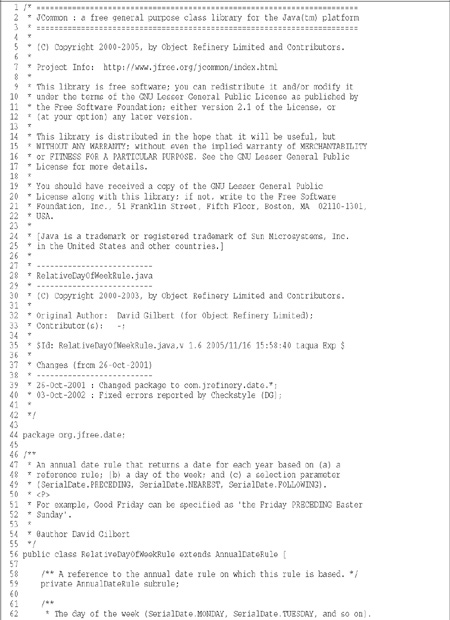 1 /* ========================================================================
2 * JCommon : a free general purpose class library for the Java(tm) platform
3 * ========================================================================
4 *
5 * (C) Copyright 2000-2005, by Object Refinery Limited and Contributors.
6 *
7 * Project Info: http://www.jfree.org/jcommon/index.html
8 *
9 * This library is free software; you can redistribute it and/or modify it
10 * under the terms of the GNU Lesser General Public License as published by
11 * the Free Software Foundation; either version 2.1 of the License, or
12 * (at your option) any later version.
13 *
14 * This library is distributed in the hope that it will be useful, but
15 * WITHOUT ANY WARRANTY; without even the implied warranty of MERCHANTABILITY
16 * or FITNESS FOR A PARTICULAR PURPOSE. See the GNU Lesser General Public
17 * License for more details.
18 *
19 * You should have received a copy of the GNU Lesser General Public
20 * License along with this library; if not, write to the Free Software
21 * Foundation, Inc., 51 Franklin Street, Fifth Floor, Boston, MA 02110-1301,
22 * USA.
23 *
24 * [Java is a trademark or registered trademark of Sun Microsystems, Inc.
25 * in the United States and other countries.]
26 *
27 * --------------------------
28 * RelativeDayOfWeekRule.java
29 * --------------------------
30 * (C) Copyright 2000-2003, by Object Refinery Limited and Contributors.
31 *
32 * Original Author: David Gilbert (for Object Refinery Limited);
33 * Contributor(s): -;
34 *
35 * $Id: RelativeDayOfWeekRule.java,v 1.6 2005/11/16 15:58:40 taqua Exp $
36 *
37 * Changes (from 26-Oct-2001)
38 * --------------------------
39 * 26-Oct-2001 : Changed package to com.jrefinery.date.*;
40 * 03-Oct-2002 : Fixed errors reported by Checkstyle (DG);
41 *
42 */
43
44 package org.jfree.date;
45
46 /**
47 * An annual date rule that returns a date for each year based on (a) a
48 * reference rule; (b) a day of the week; and (c) a selection parameter
49 * (SerialDate.PRECEDING, SerialDate.NEAREST, SerialDate.FOLLOWING).
50 * <P>
51 * For example, Good Friday can be specified as 'the Friday PRECEDING Easter
52 * Sunday'.
53 *
54 * @author David Gilbert
55 */
56 public class RelativeDayOfWeekRule extends AnnualDateRule {
57
58 /** A reference to the annual date rule on which this rule is based. */
59 private AnnualDateRule subrule;
60
61 /**
62 * The day of the week (SerialDate.MONDAY, SerialDate.TUESDAY, and so on).